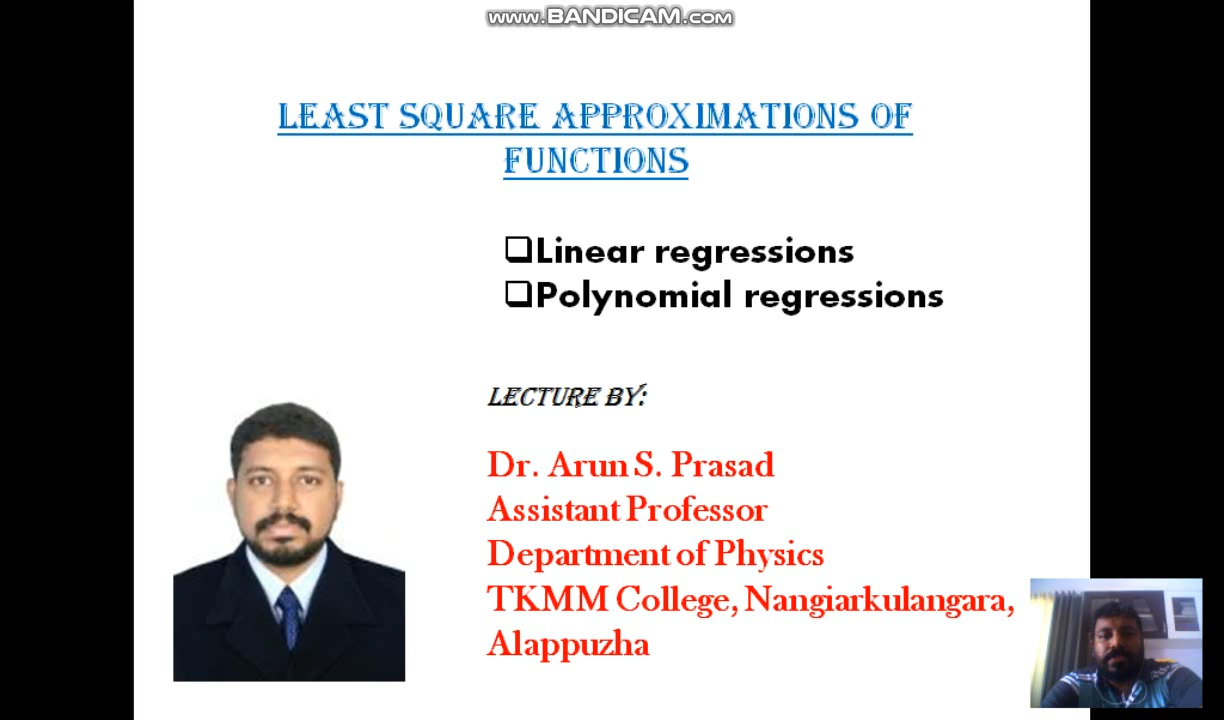 www.BANDICAM.com
LEAST SQUARE APPROXIMATIONS OF
FUNCTIONS
❑Linear regressions
❑Polynomial regressions
LECTURE BY:
Dr. Arun S. Prasad
Assistant Professor
Department of Physics
TKMM College, Nangiarkulangara,
Alappuzha